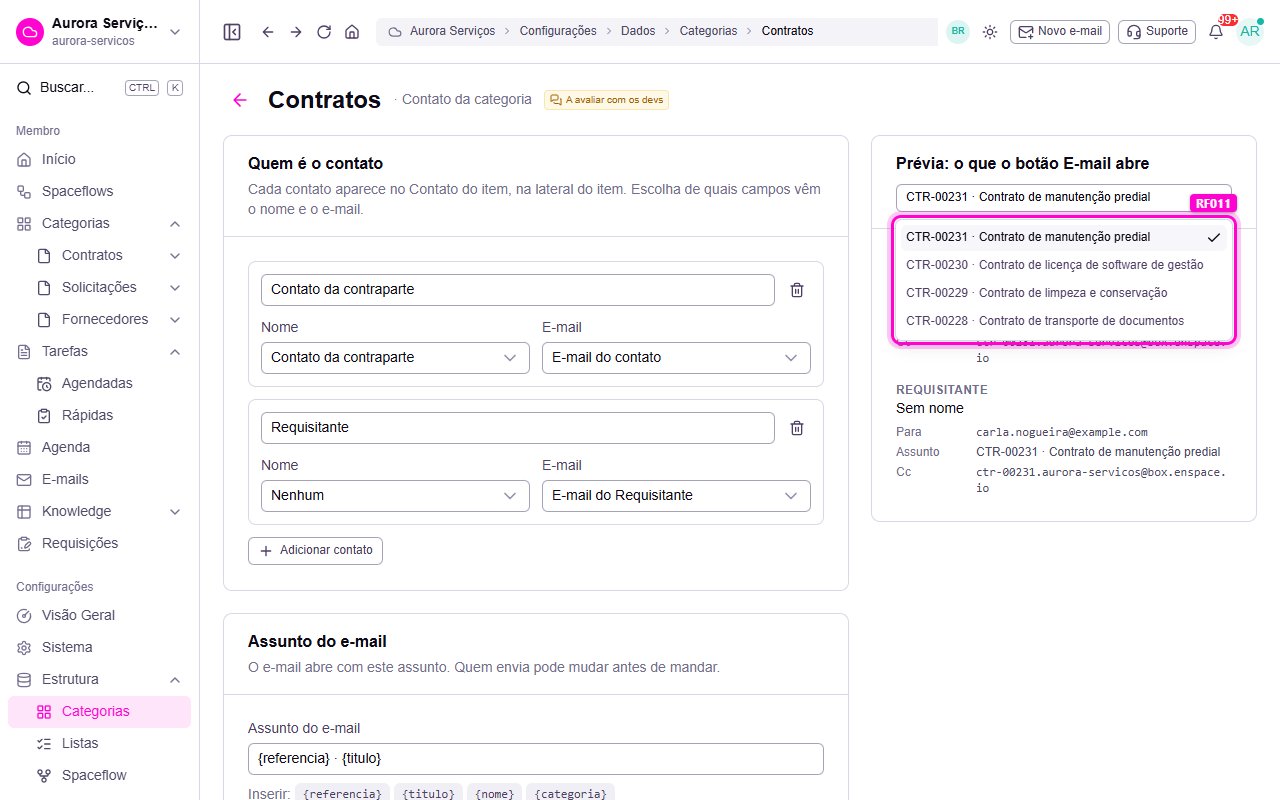 Aurora Serviç...
aurora-servicos
Buscar...
CTRL
K
Membro
Início
Spaceflows
Categorias
Contratos
Solicitações
Fornecedores
Tarefas
Agendadas
Rápidas
Agenda
E-mails
Knowledge
Requisições
Configurações
Visão Geral
Sistema
Estrutura
Categorias
Listas
Spaceflow
Aurora Serviços
Configurações
Dados
Categorias
Contratos
BR
Novo e-mail
Suporte
99+
AR
Contratos
· Contato da categoria
A avaliar com os devs
Quem é o contato
Cada contato aparece no Contato do item, na lateral do item. Escolha de quais campos vêm
o nome e o e-mail.
Contato da contraparte
Nome
E-mail
Contato da contraparte
E-mail do contato
Requisitante
Nome
E-mail
Nenhum
E-mail do Requisitante
Adicionar contato
Assunto do e-mail
O e-mail abre com este assunto. Quem envia pode mudar antes de mandar.
Assunto do e-mail
{referencia} · {titulo}
Inserir: {referencia} {titulo} {nome} {categoria}
Prévia: o que o botão E-mail abre
CTR-00231 · Contrato de manutenção predial
RF011
CTR-00231 · Contrato de manutenção predial
CTR-00230 · Contrato de licença de software de gestão
CTR-00229 · Contrato de limpeza e conservação
CTR-00228 · Contrato de transporte de documentos
io
REQUISITANTE
Sem nome
Para carla.nogueira@example.com
Assunto CTR-00231 · Contrato de manutenção predial
Cc ctr-00231.aurora-servicos@box.enspace.
io